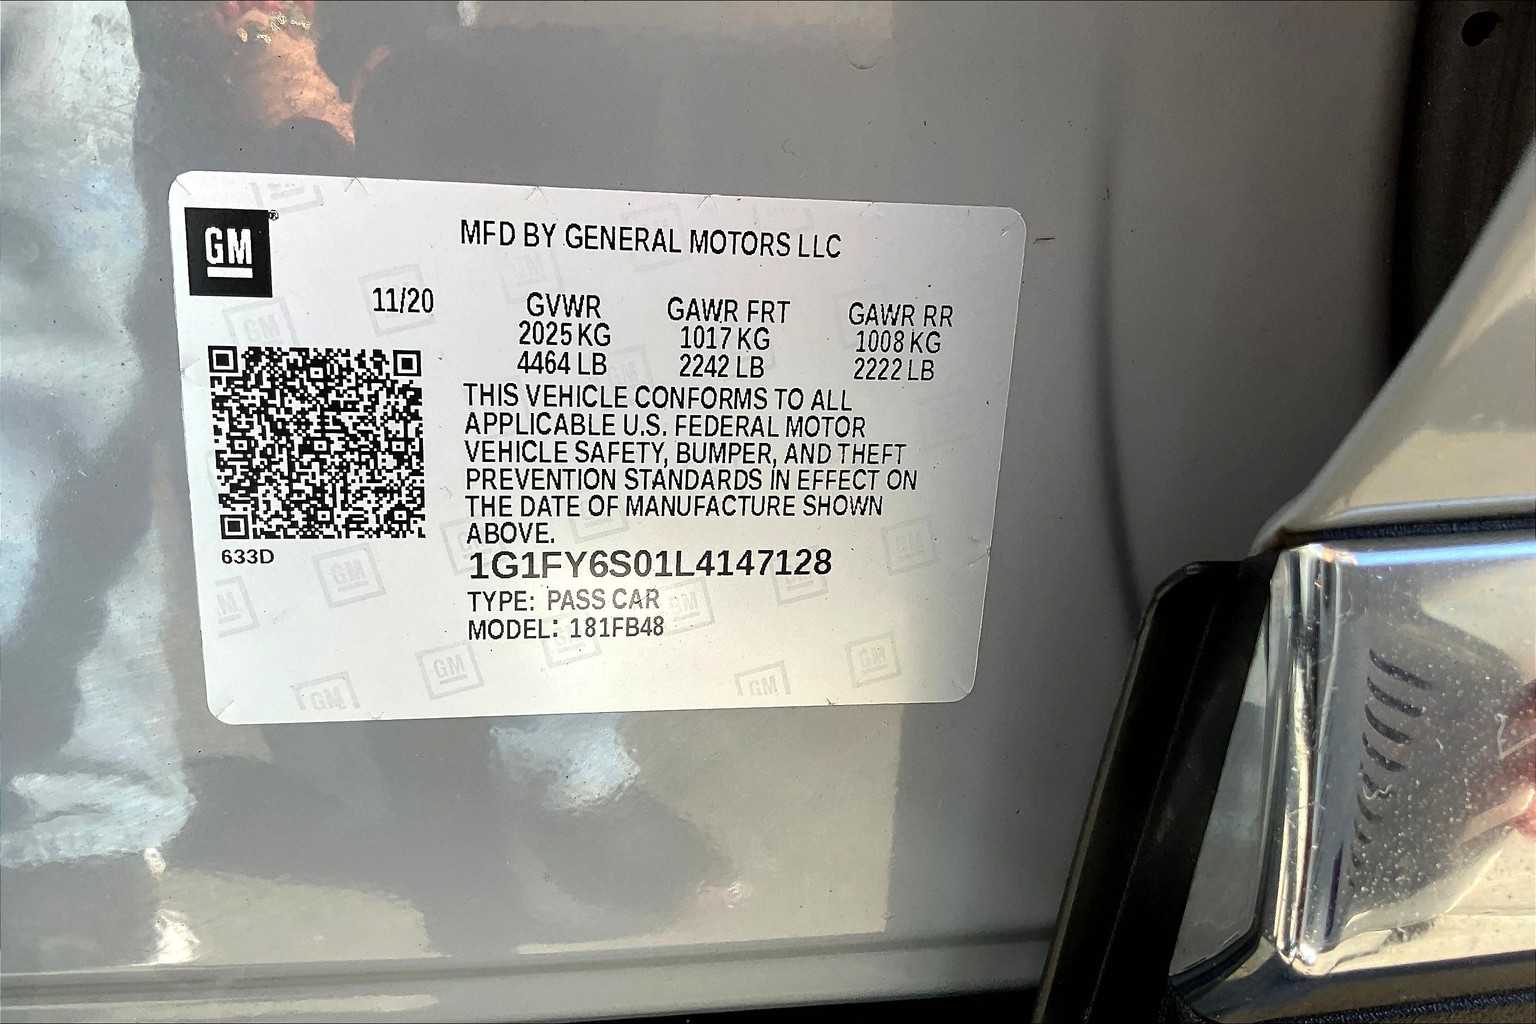 GM
MFD BY GENERAL MOTORS LLC
11/20
GVWR GAWR FRT GAWR RR
2025 KG 1017 KG 1008 KG
4464 LB 2242 LB 2222 LB
THIS VEHICLE CONFORMS TO ALL
APPLICABLE U.S. FEDERAL MOTOR
VEHICLE SAFETY, BUMPER, AND THEFT
PREVENTION STANDARDS IN EFFECT ON
THE DATE OF MANUFACTURE SHOWN
ABOVE.
633D
1G1FY6S01L4147128
TYPE: PASS CAR
MODEL: 181FB48